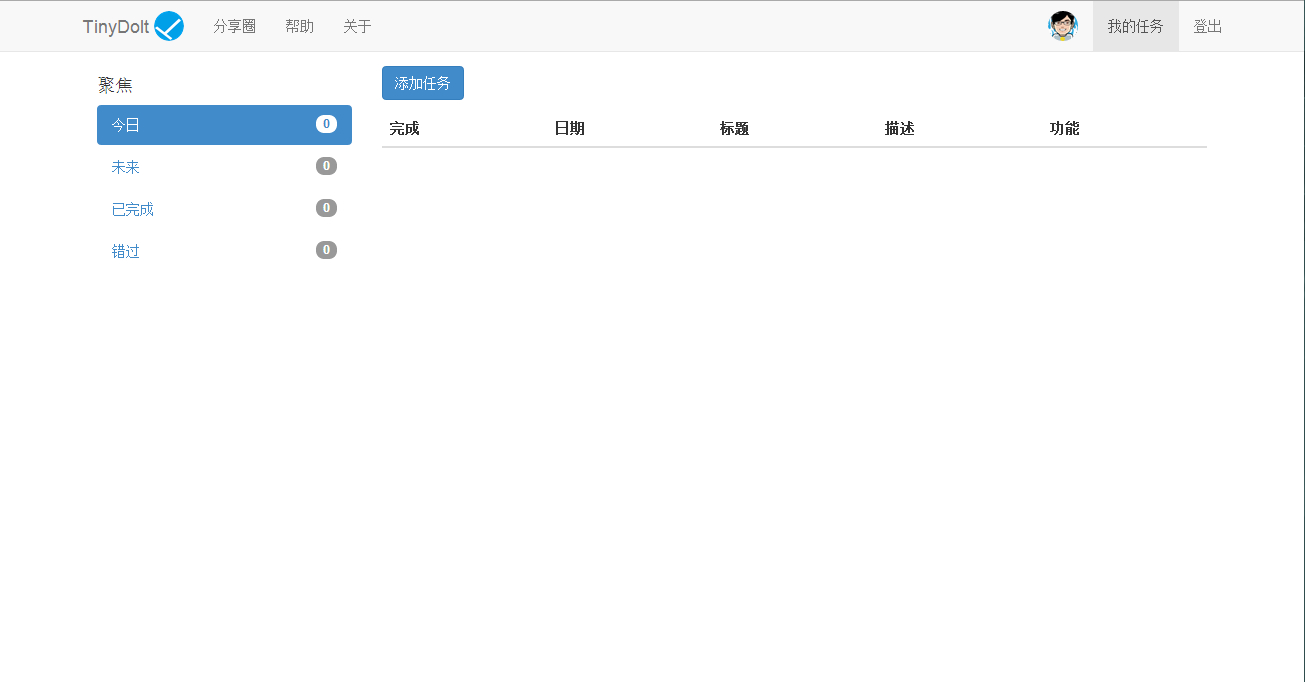 TinyDoIt 分享圈 帮助 关于 我的任务 登出
聚焦
今日 0
未来 0
已完成 0
错过 0
添加任务
完成 日期 标题 描述 功能